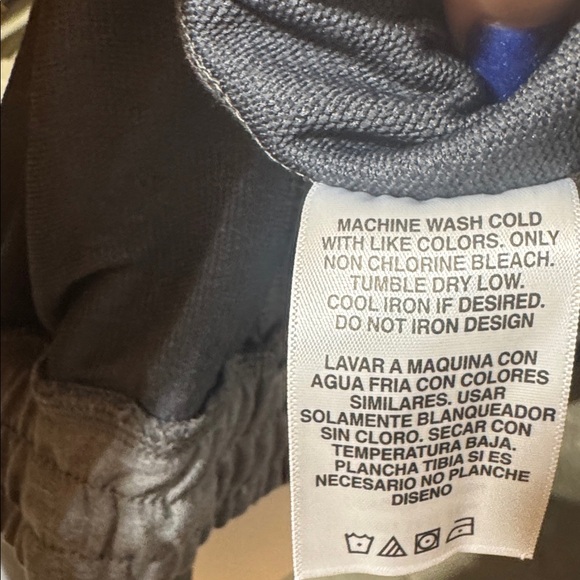 MACHINE WASH COLD
WITH LIKE COLORS. ONLY
NON CHLORINE BLEACH.
TUMBLE DRY LOW.
COOL IRON IF DESIRED.
DO NOT IRON DESIGN
LAVAR A MAQUINA CON
AGUA FRIA CON COLORES
SIMILARES. USAR
SOLAMENTE BLANQUEADOR
SIN CLORO. SECAR CON
TEMPERATURA BAJA.
PLANCHA TIBIA SI ES
NECESARIO NO PLANCHE
DISENO